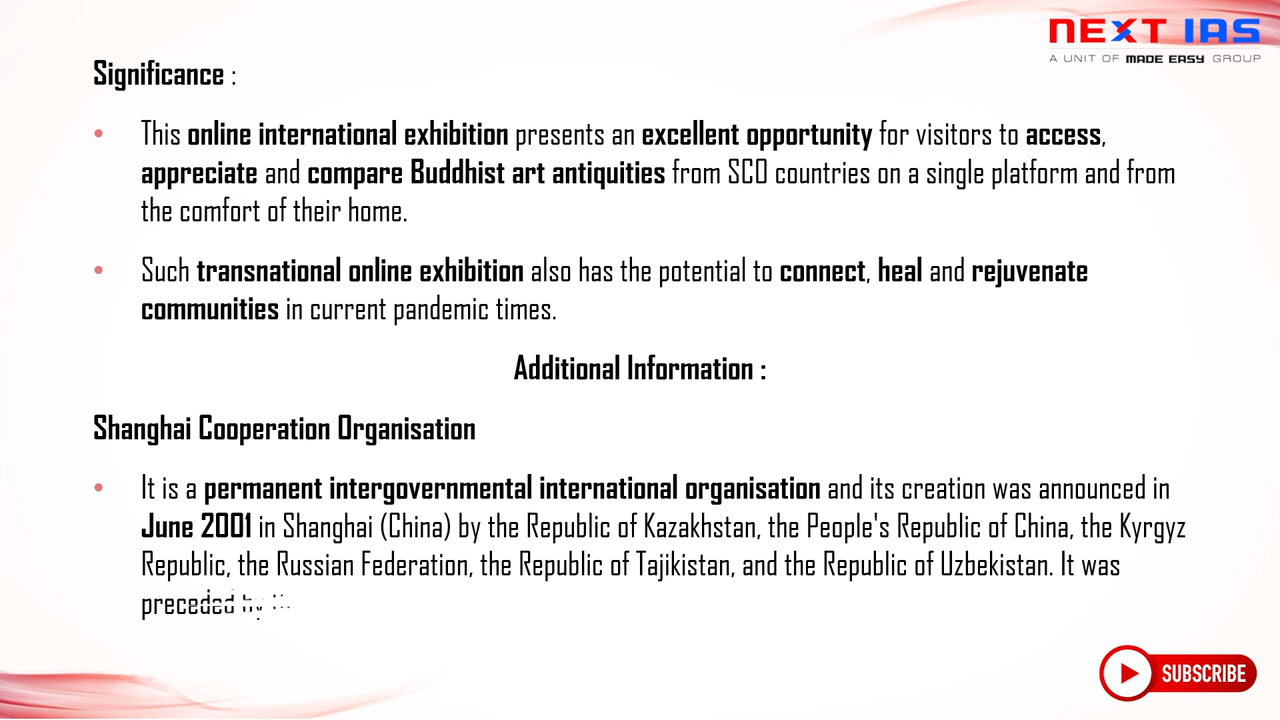 NEXT IAS
A UNIT OF MADE EASY GROUP
Significance :
• This online international exhibition presents an excellent opportunity for visitors to access,
appreciate and compare Buddhist art antiquities from SCO countries on a single platform and from
the comfort of their home.
• Such transnational online exhibition also has the potential to connect, heal and rejuvenate
communities in current pandemic times.
Additional Information :
Shanghai Cooperation Organisation
• It is a permanent intergovernmental international organisation and its creation was announced in
June 2001 in Shanghai (China) by the Republic of Kazakhstan, the People's Republic of China, the Kyrgyz
Republic, the Russian Federation, the Republic of Tajikistan, and the Republic of Uzbekistan. It was
preceded by
SUBSCRIBE